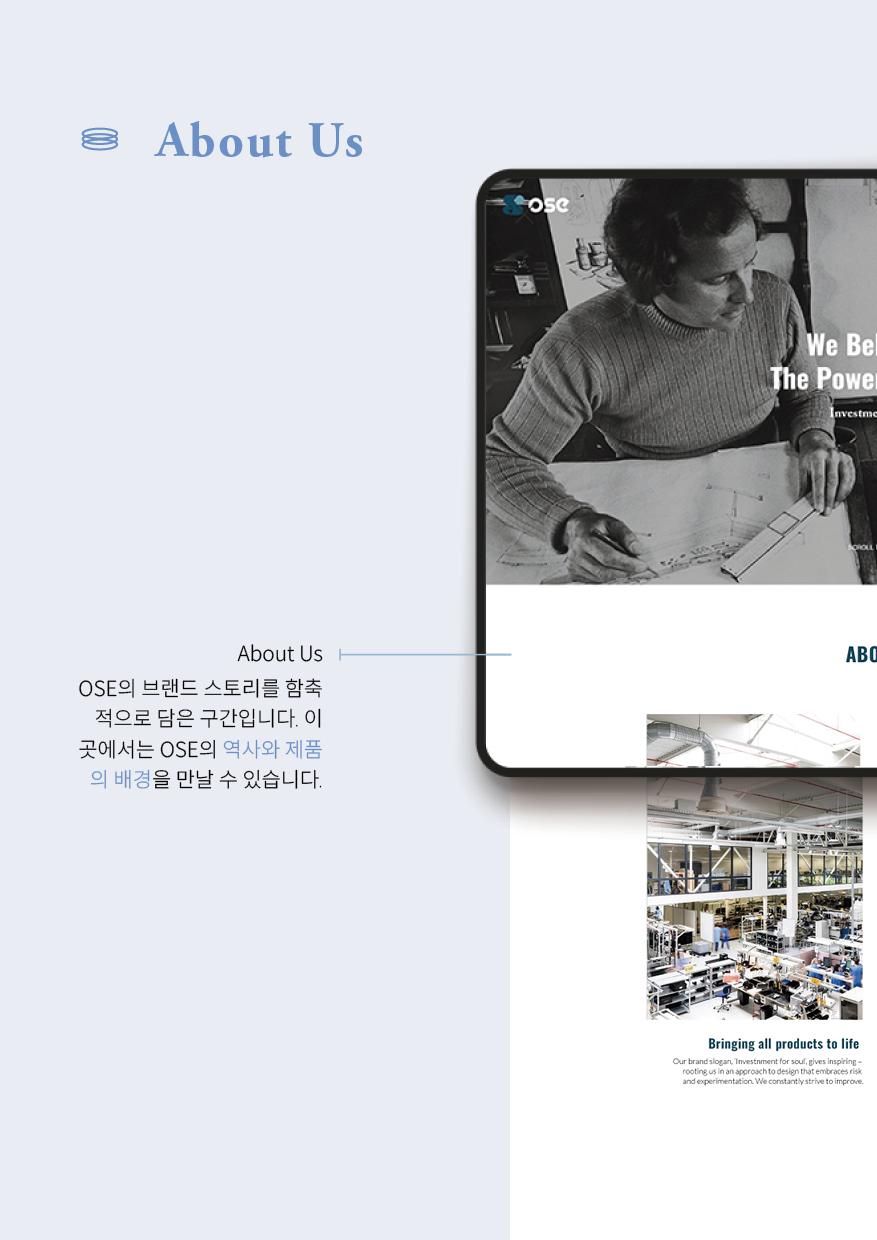 About Us
ose
We Bel
The Power
Investme
SCROLL
ABO
About Us
OSE의 브랜드 스토리를 함축
적으로 담은 구간입니다. 이
곳에서는 OSE의 역사와 제품
의 배경을 만날 수 있습니다.
Bringing all products to life
Our brand slogan, 'Investnment for soul', gives inspiring –
rooting us in an approach to design that embraces risk
and experimentation. We constantly strive to improve.